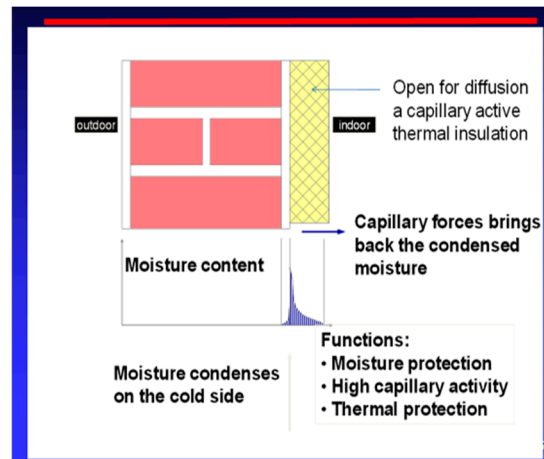 outdoor
indoor
Open for diffusion
a capillary active
thermal insulation
Capillary forces brings
back the condensed
moisture
Moisture content
Moisture condenses
on the cold side
Functions:
• Moisture protection
• High capillary activity
• Thermal protection